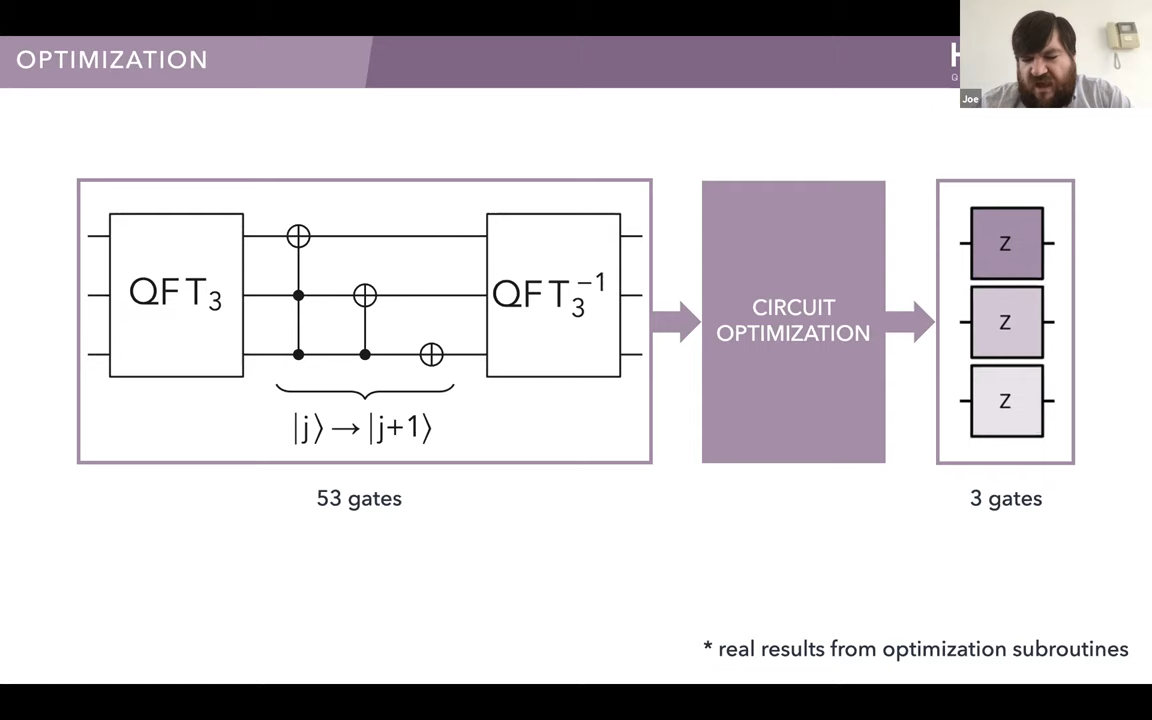 OPTIMIZATION
H
Q
Joe
QFT₃
QFT₃⁻¹
|j⟩→|j+1⟩
53 gates
CIRCUIT
OPTIMIZATION
Z
Z
Z
3 gates
* real results from optimization subroutines